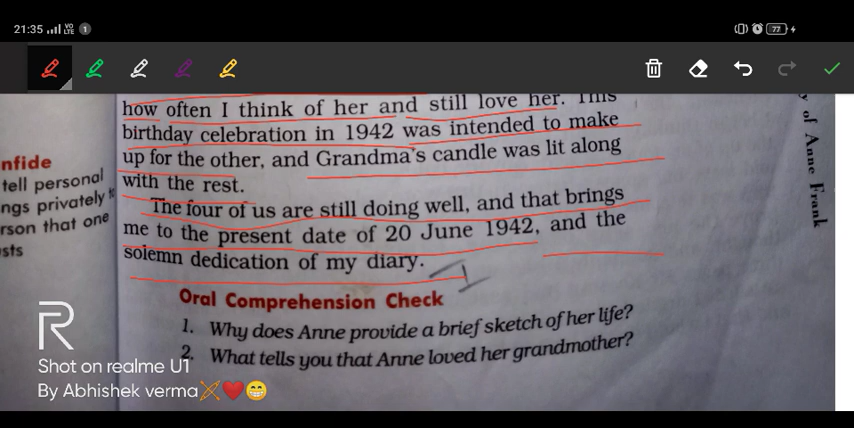 21:35
VO LTE
1
77
how often I think of her and still love her. This
birthday celebration in 1942 was intended to make
up for the other, and Grandma's candle was lit along
with the rest.
The four of us are still doing well, and that brings
me to the present date of 20 June 1942, and the
solemn dedication of my diary.
Oral Comprehension Check
1. Why does Anne provide a brief sketch of her life?
2. What tells you that Anne loved her grandmother?
nfide
tell personal
ngs privately t
rson that one
sts
y of Anne Frank
R
Shot on realme U1
By Abhishek verma🏹❤️😁